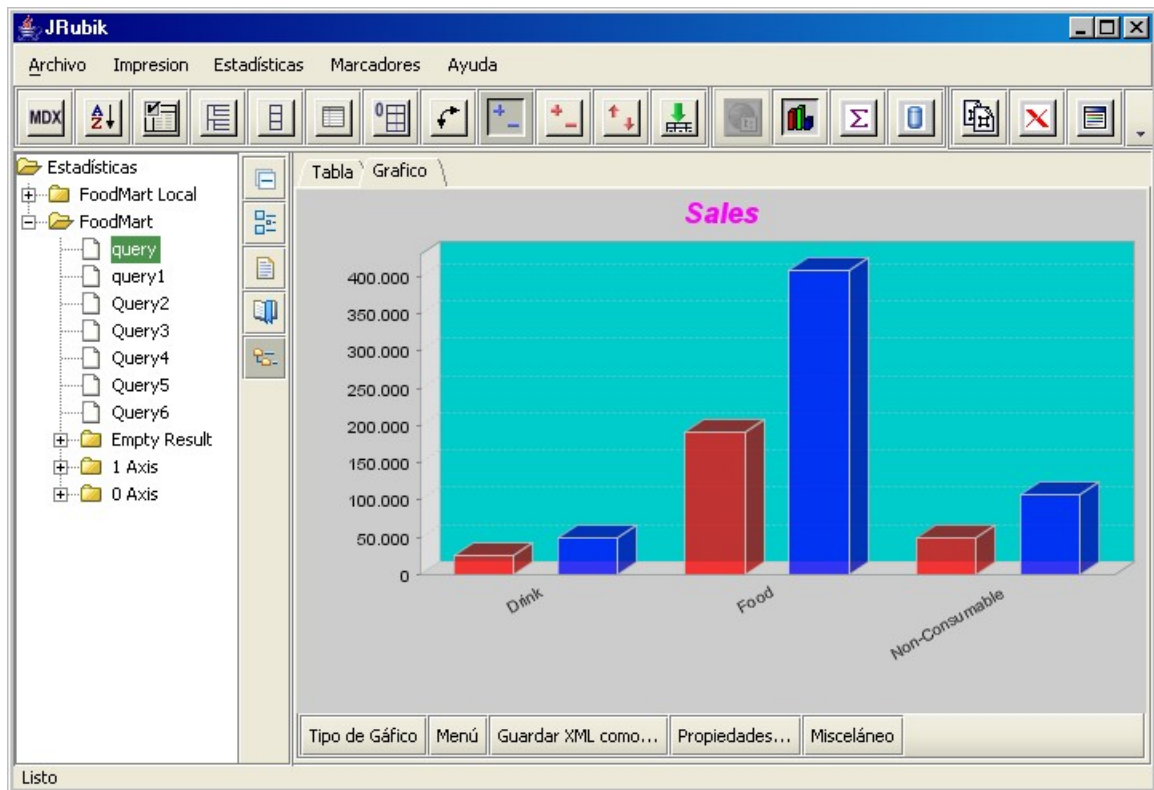 JRubik
Archivo Impresion Estadísticas Marcadores Ayuda
MDX
A
Z
0
Σ
Estadísticas
FoodMart Local
FoodMart
query
query1
Query2
Query3
Query4
Query5
Query6
Empty Result
1 Axis
0 Axis
Tabla Grafico
Sales
400.000
350.000
300.000
250.000
200.000
150.000
100.000
50.000
0
Drink Food Non-Consumable
Tipo de Gáfico Menú Guardar XML como... Propiedades... Misceláneo
Listo